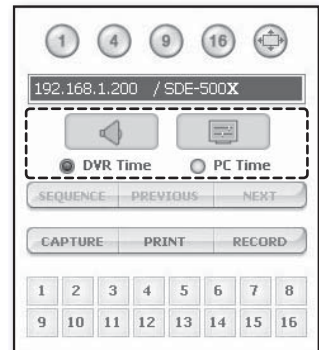 1 4 9 16
192.168.1.200 / SDE-500X
DVR Time PC Time
SEQUENCE PREVIOUS NEXT
CAPTURE PRINT RECORD
1 2 3 4 5 6 7 8
9 10 11 12 13 14 15 16